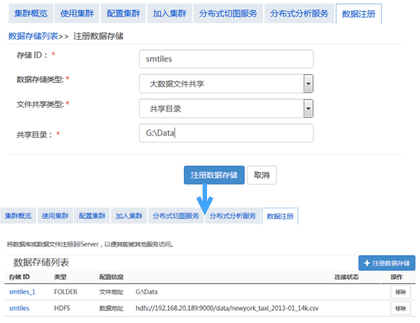 集群概览 使用集群 配置集群 加入集群 分布式切图服务 分布式分析服务 数据注册
数据存储列表>> 注册数据存储
存储 ID： * smtiles
数据存储类型: * 大数据文件共享
文件共享类型: * 共享目录
共享目录： * G:\Data
注册数据存储 取消
集群概览 使用集群 配置集群 加入集群 分布式切图服务 分布式分析服务 数据注册
将数据库或数据文件注册到iServer，以便其能被其他服务访问。
数据存储列表 + 注册数据存储
存储 ID 类型 配置信息 连接状态 操作
smtiles_1 FOLDER 文件地址 G:\Data 移除
smtiles HDFS 数据地址 hdfs://192.168.20.189:9000/data/newyork_taxi_2013-01_14k.csv 移除